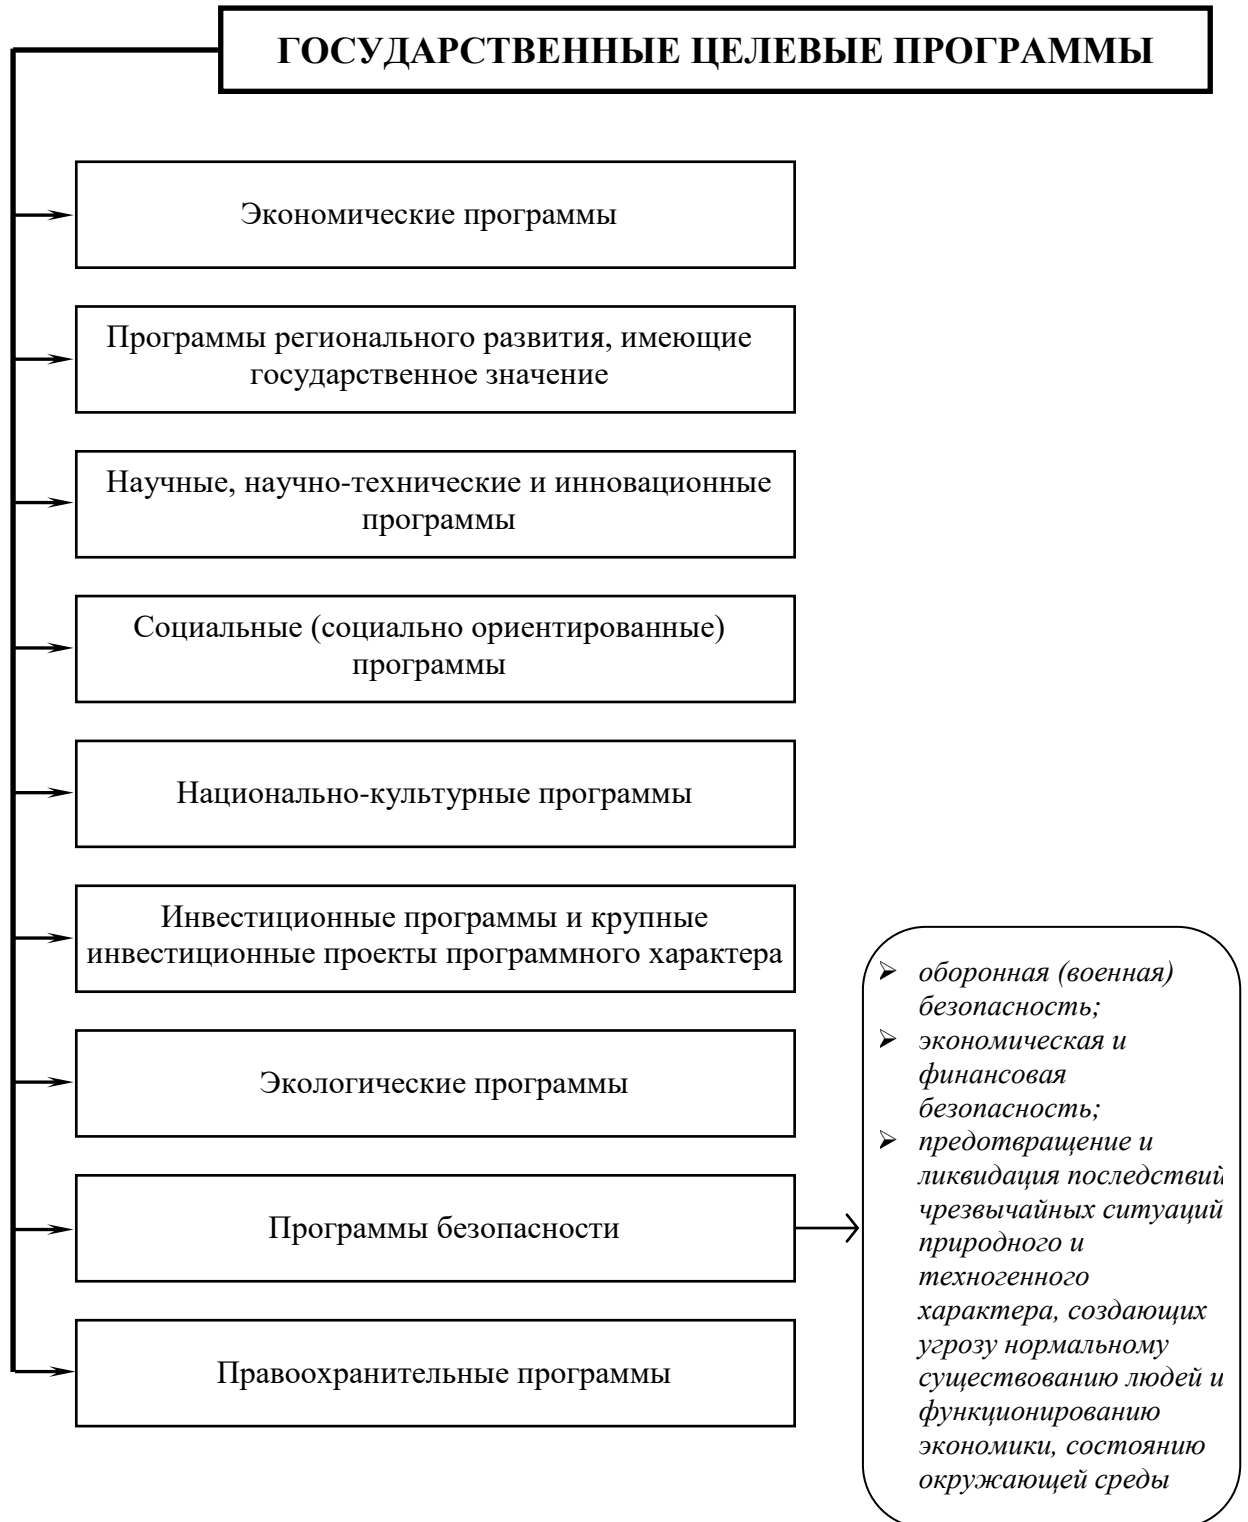 ГОСУДАРСТВЕННЫЕ ЦЕЛЕВЫЕ ПРОГРАММЫ
Экономические программы
Программы регионального развития, имеющие
государственное значение
Научные, научно-технические и инновационные
программы
Социальные (социально ориентированные)
программы
Национально-культурные программы
Инвестиционные программы и крупные
инвестиционные проекты программного характера
Экологические программы
Программы безопасности
Правоохранительные программы
➢ оборонная (военная)
безопасность;
➢ экономическая и
финансовая
безопасность;
➢ предотвращение и
ликвидация последствий
чрезвычайных ситуаций
природного и
техногенного
характера, создающих
угрозу нормальному
существованию людей и
функционированию
экономики, состоянию
окружающей среды